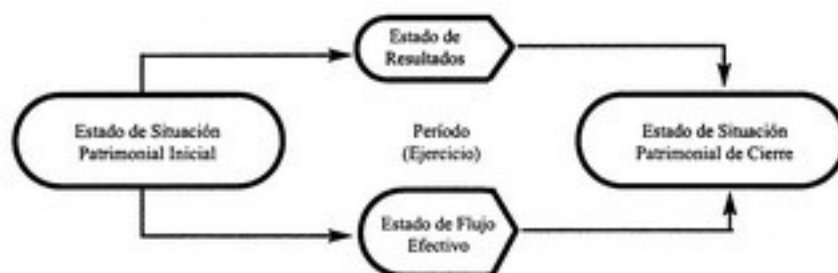 Estado de
Resultados
Estado de Situación
Patrimonial Inicial
Período
(Ejercicio)
Estado de Situación
Patrimonial de Cierre
Estado de Flujo
Efectivo